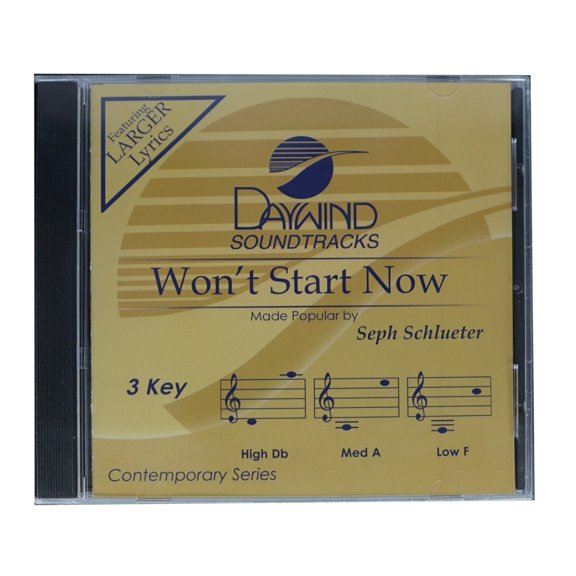 Featuring
LARGER
Lyrics
DAYWIND
SOUNDTRACKS
Won't Start Now
Made Popular by
Seph Schlueter
3 Key
High Db Med A Low F
Contemporary Series